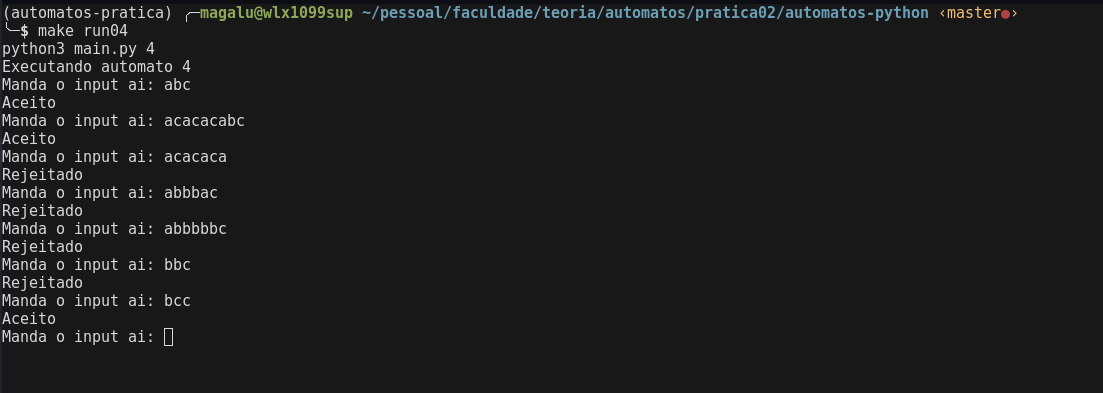 (automatos-pratica) ╭─magalu@wlx1099sup ~/pessoal/faculdade/teoria/automatos/pratica02/automatos-python ‹master●›
╰─$ make run04
python3 main.py 4
Executando automato 4
Manda o input ai: abc
Aceito
Manda o input ai: acacacabc
Aceito
Manda o input ai: acacaca
Rejeitado
Manda o input ai: abbbac
Rejeitado
Manda o input ai: abbbbbc
Rejeitado
Manda o input ai: bbc
Rejeitado
Manda o input ai: bcc
Aceito
Manda o input ai: